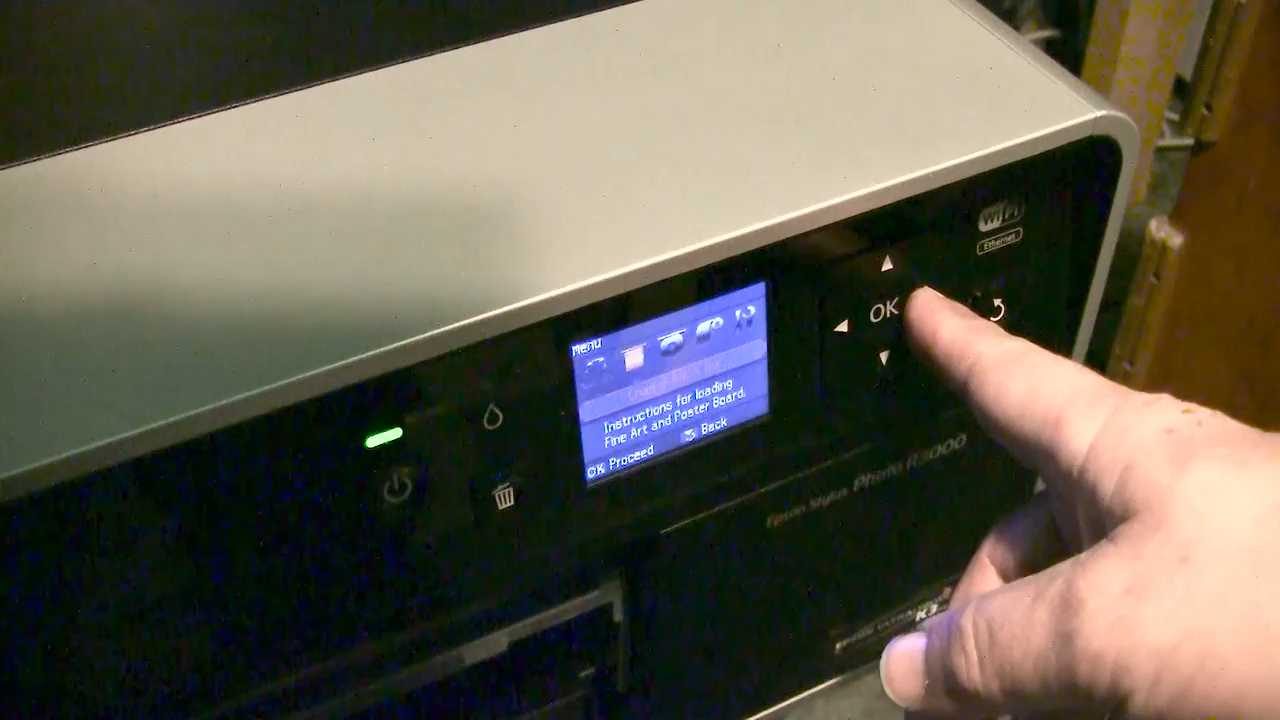 WiFi
Ethernet
OK
Menu
Instructions for loading
Fine Art and Poster Board.
Back
OK Proceed
Epson Stylus Photo R3000
K3